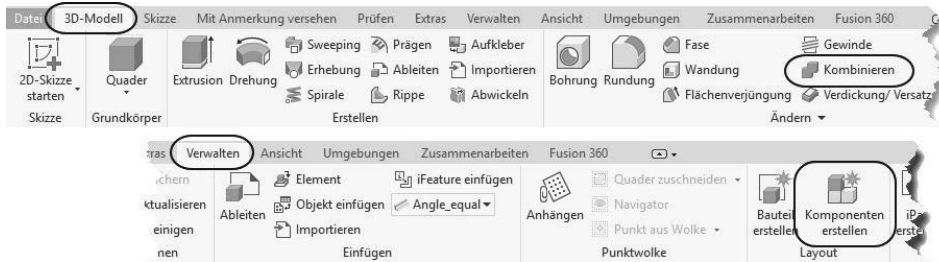 Datei 3D-Modell Skizze Mit Anmerkung versehen Prüfen Extras Verwalten Ansicht Umgebungen Zusammenarbeiten Fusion 360
Sweeping Prägen Aufkleber Fase Gewinde
2D-Skizze starten Quader Extrusion Drehung Erhebung Ableiten Importieren Bohrung Rundung Wandung Kombinieren
Spirale Rippe Abwickeln Flächenverjüngung Verdickung/ Versatz
Skizze Grundkörper Erstellen Ändern
Verwalten Ansicht Umgebungen Zusammenarbeiten Fusion 360
Element iFeature einfügen Quader zuschneiden
Ableiten Objekt einfügen Angle_equal Anhängen Navigator Bauteil erstellen Komponenten erstellen
einigen Importieren Punkt aus Wolke
Einfügen Punktwolke Layout